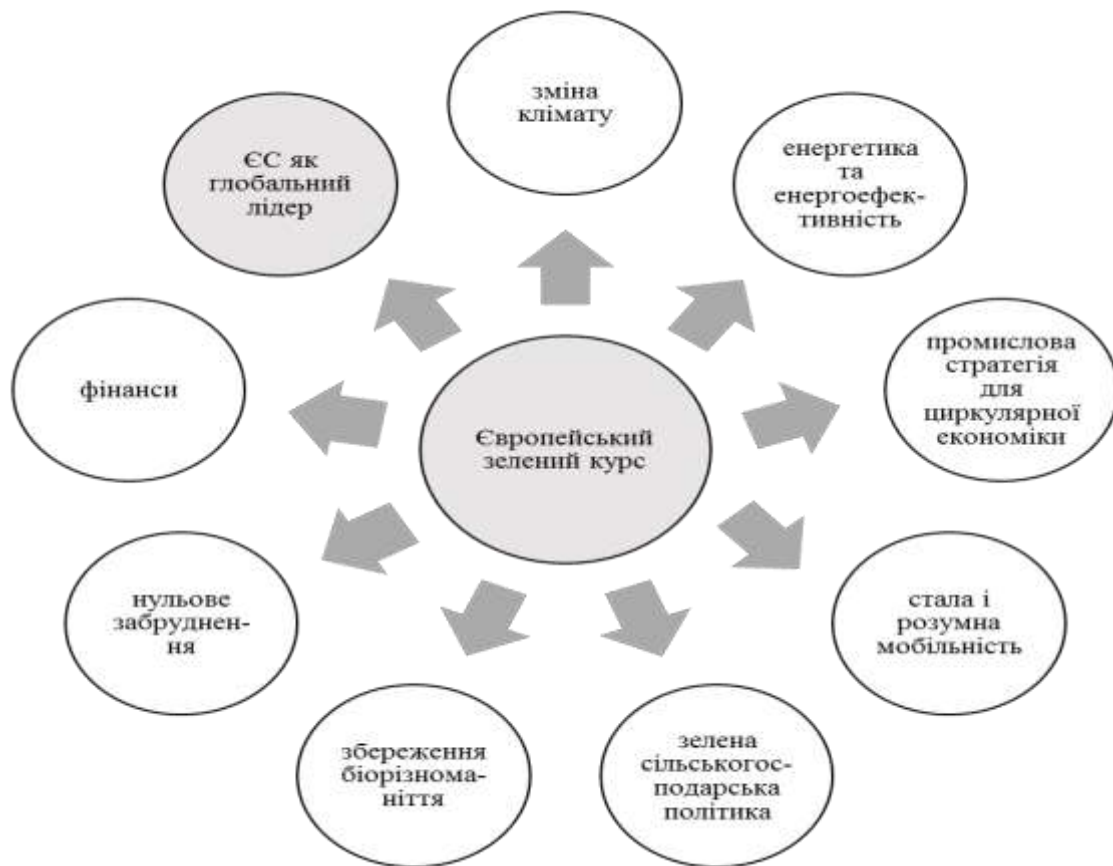 зміна
клімату
енергетика
та
енергоефек-
тивність
промислова
стратегія
для
циркулярної
економіки
стала і
розумна
мобільність
зелена
сільськогос-
подарська
політика
збереження
біорізнома-
ніття
нульове
забруднен-
ня
фінанси
ЄС як
глобальний
лідер
Європейський
зелений курс